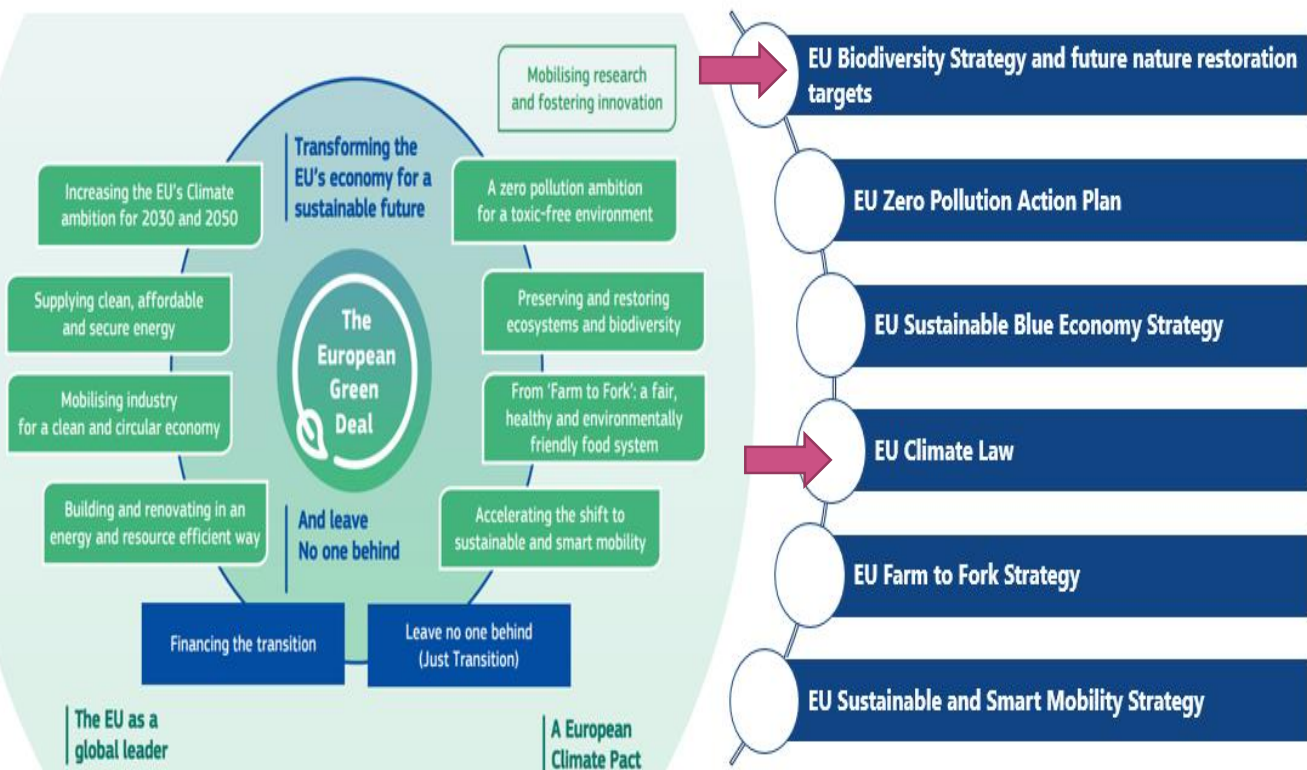 Mobilising research
and fostering innovation
Transforming the
EU's economy for a
sustainable future
Increasing the EU's Climate
ambition for 2030 and 2050
Supplying clean, affordable
and secure energy
Mobilising industry
for a clean and circular economy
Building and renovating in an
energy and resource efficient way
The
European
Green
Deal
A zero pollution ambition
for a toxic-free environment
Preserving and restoring
ecosystems and biodiversity
From 'Farm to Fork': a fair,
healthy and environmentally
friendly food system
Accelerating the shift to
sustainable and smart mobility
And leave
No one behind
Financing the transition
Leave no one behind
(Just Transition)
The EU as a
global leader
A European
Climate Pact
EU Biodiversity Strategy and future nature restoration
targets
EU Zero Pollution Action Plan
EU Sustainable Blue Economy Strategy
EU Climate Law
EU Farm to Fork Strategy
EU Sustainable and Smart Mobility Strategy